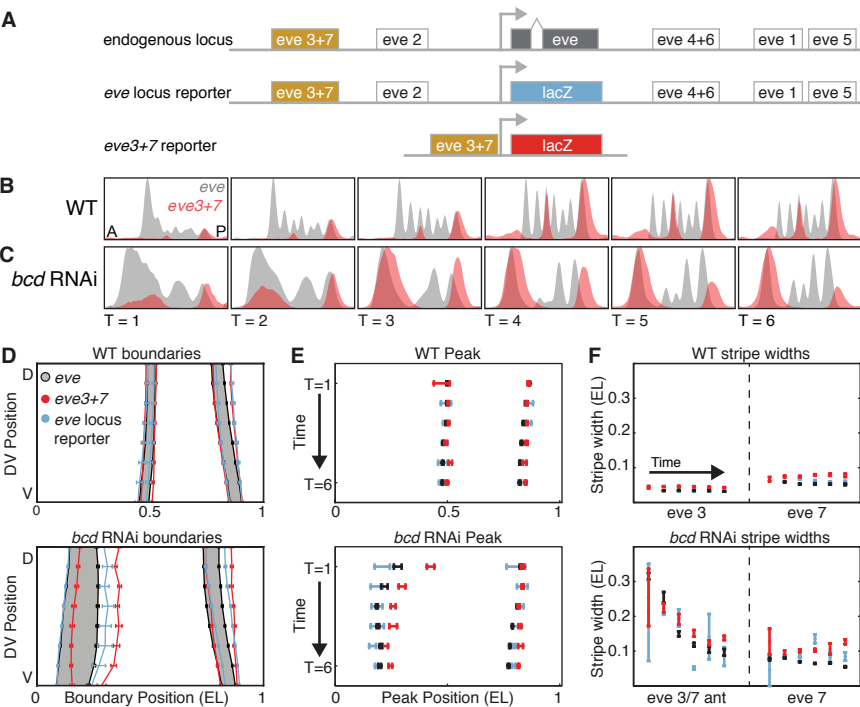 A
endogenous locus
eve 3+7
eve 2
eve
eve 4+6
eve 1
eve 5
eve locus reporter
eve 3+7
eve 2
lacZ
eve 4+6
eve 1
eve 5
eve3+7 reporter
eve 3+7
lacZ
B
WT
eve
eve3+7
A
P
C
bcd RNAi
T = 1
T = 2
T = 3
T = 4
T = 5
T = 6
D
WT boundaries
D
eve
eve3+7
eve locus
reporter
DV Position
V
0
0.5
1
bcd RNAi boundaries
D
DV Position
V
0
Boundary Position (EL)
1
E
WT Peak
T=1
Time
T=6
0
0.5
1
bcd RNAi Peak
T=1
Time
T=6
0
Peak Position (EL)
1
F
WT stripe widths
Stripe width (EL)
0.3
0.2
0.1
Time
eve 3
eve 7
bcd RNAi stripe widths
Stripe width (EL)
0.3
0.2
0.1
eve 3/7 ant
eve 7